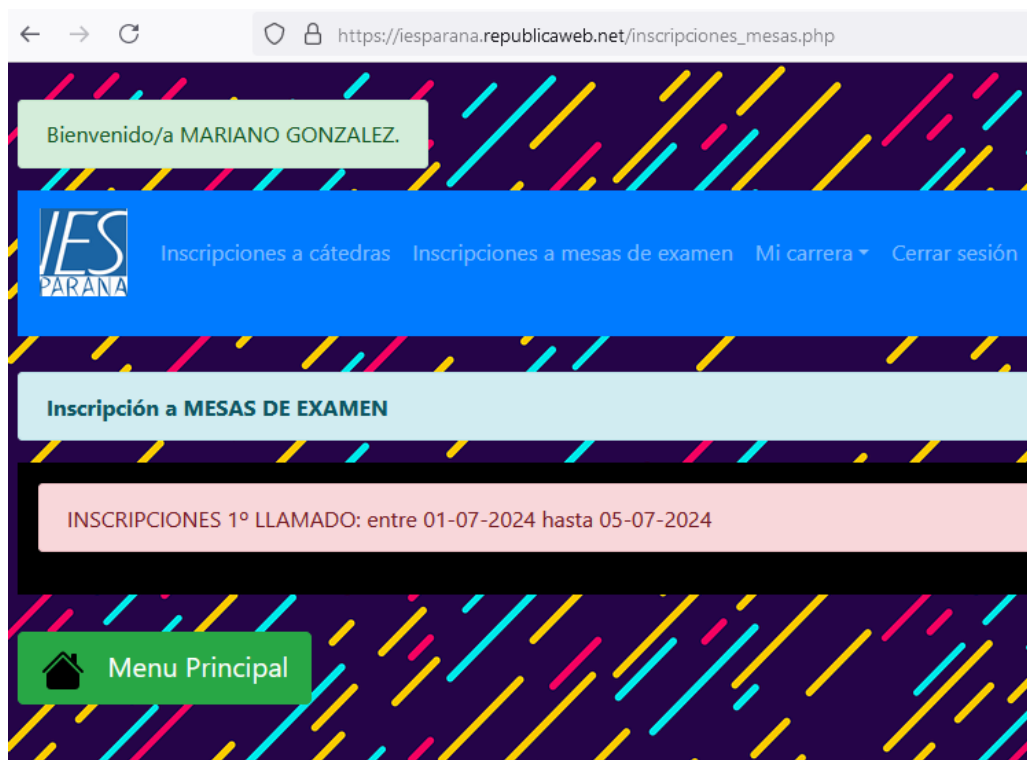 https://iesparana.republicaweb.net/inscripciones_mesas.php
Bienvenido/a MARIANO GONZALEZ.
IES
PARANA
Inscripciones a cátedras Inscripciones a mesas de examen Mi carrera Cerrar sesión
Inscripción a MESAS DE EXAMEN
INSCRIPCIONES 1º LLAMADO: entre 01-07-2024 hasta 05-07-2024
Menu Principal